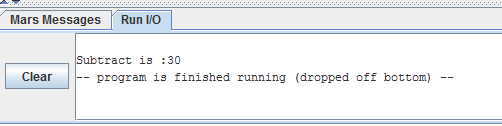 Mars Messages Run I/O
Subtract is :30
Clear
-- program is finished running (dropped off bottom) --